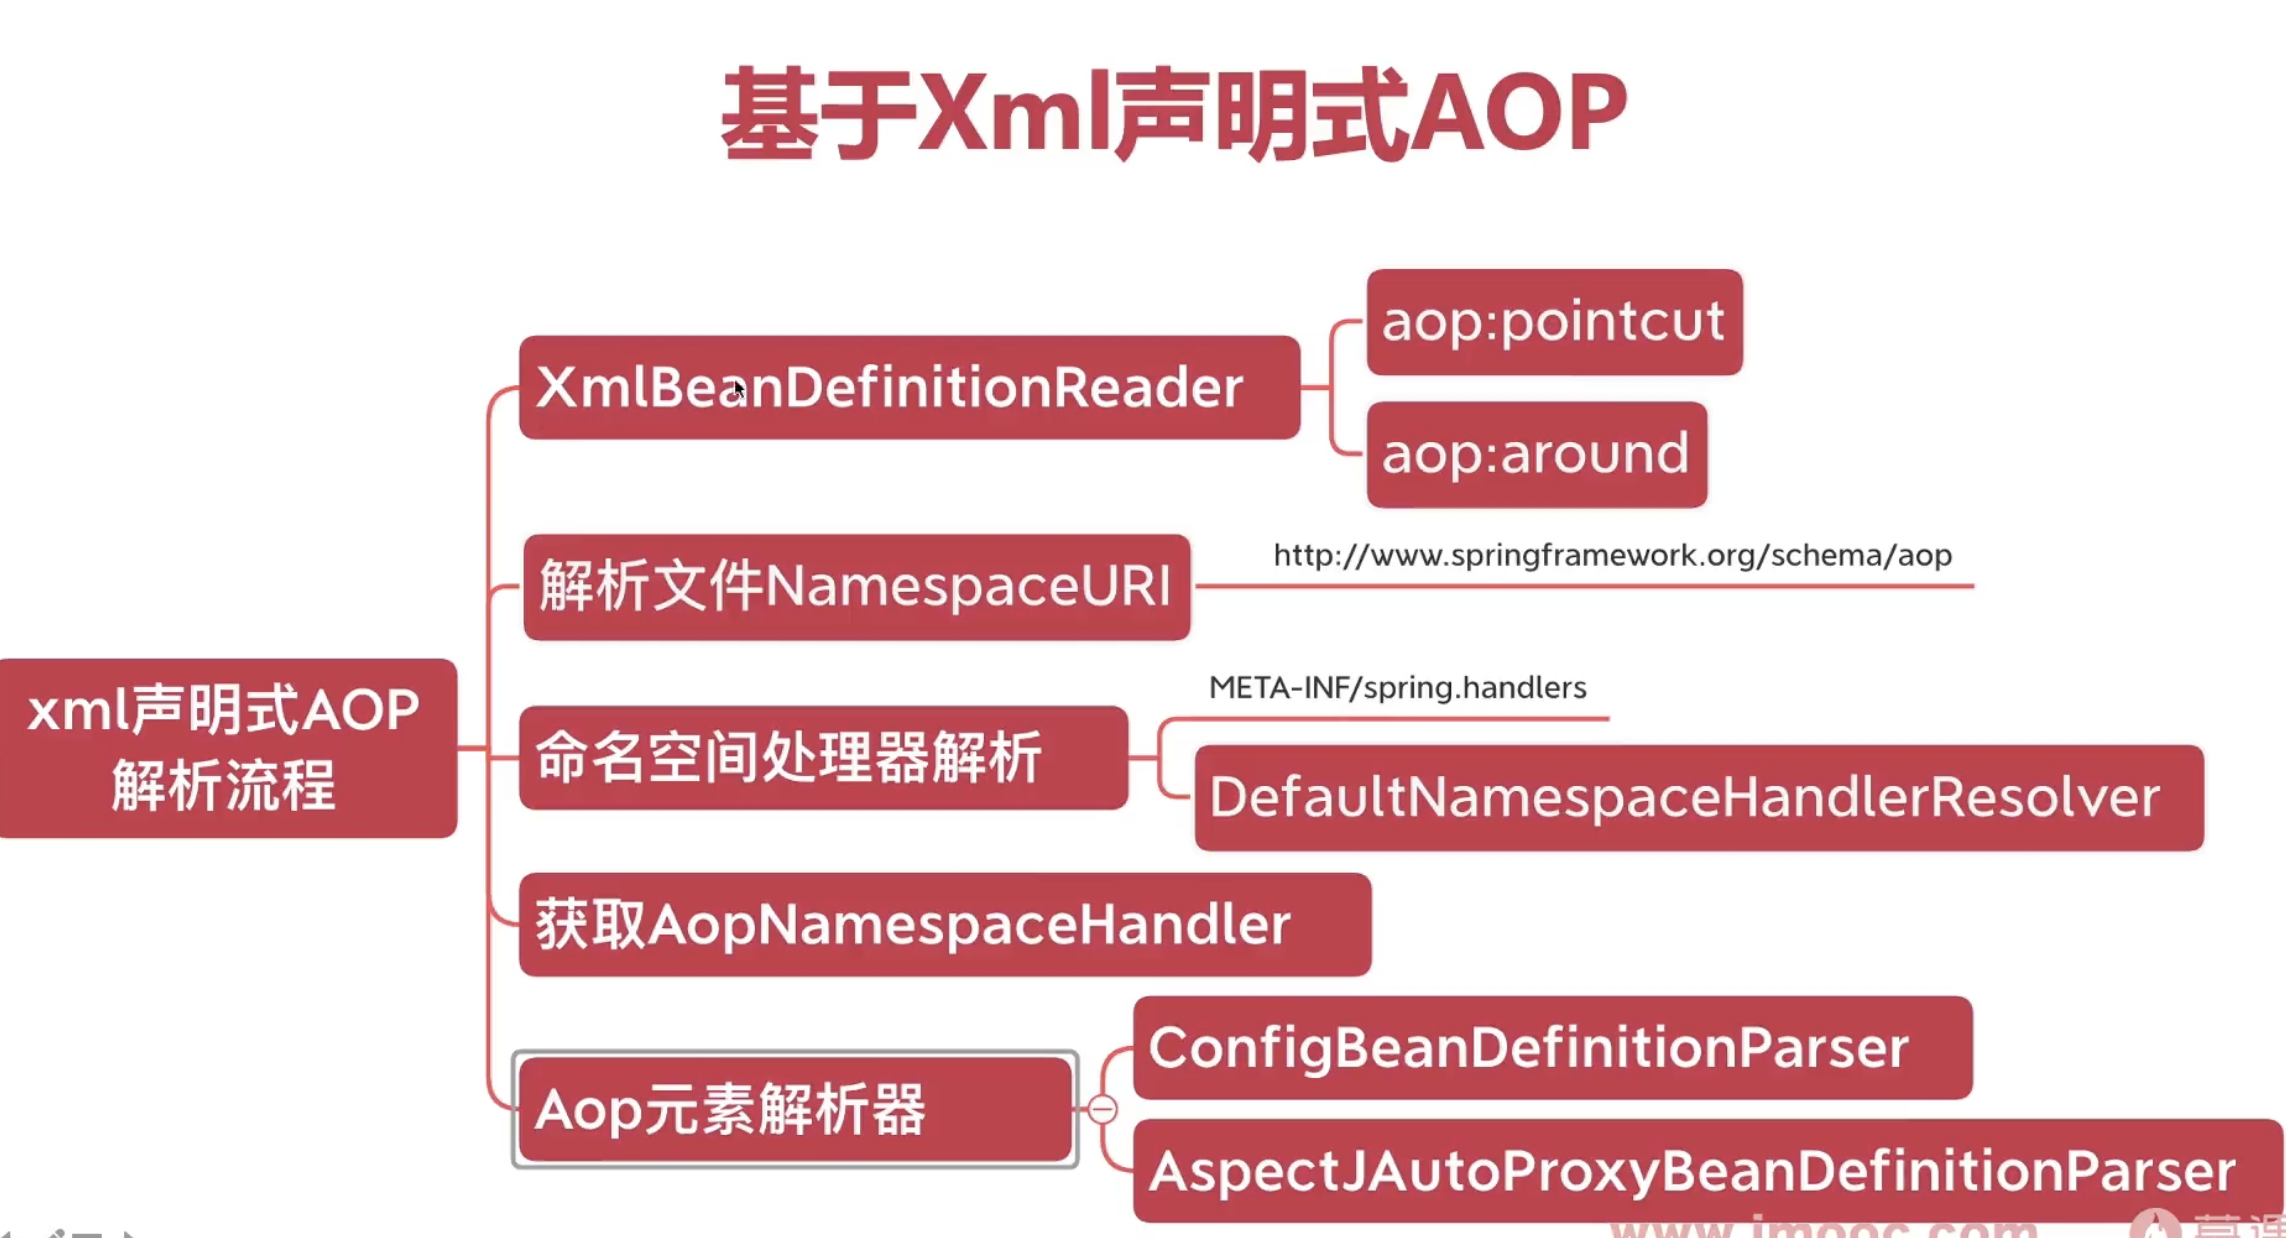 基于Xml声明式AOP
xml声明式AOP
解析流程
XmlBeanDefinitionReader
aop:pointcut
aop:around
解析文件NamespaceURI
http://www.springframework.org/schema/aop
命名空间处理器解析
META-INF/spring.handlers
DefaultNamespaceHandlerResolver
获取AopNamespaceHandler
Aop元素解析器
ConfigBeanDefinitionParser
AspectJAutoProxyBeanDefinitionParser
www.imooc.com